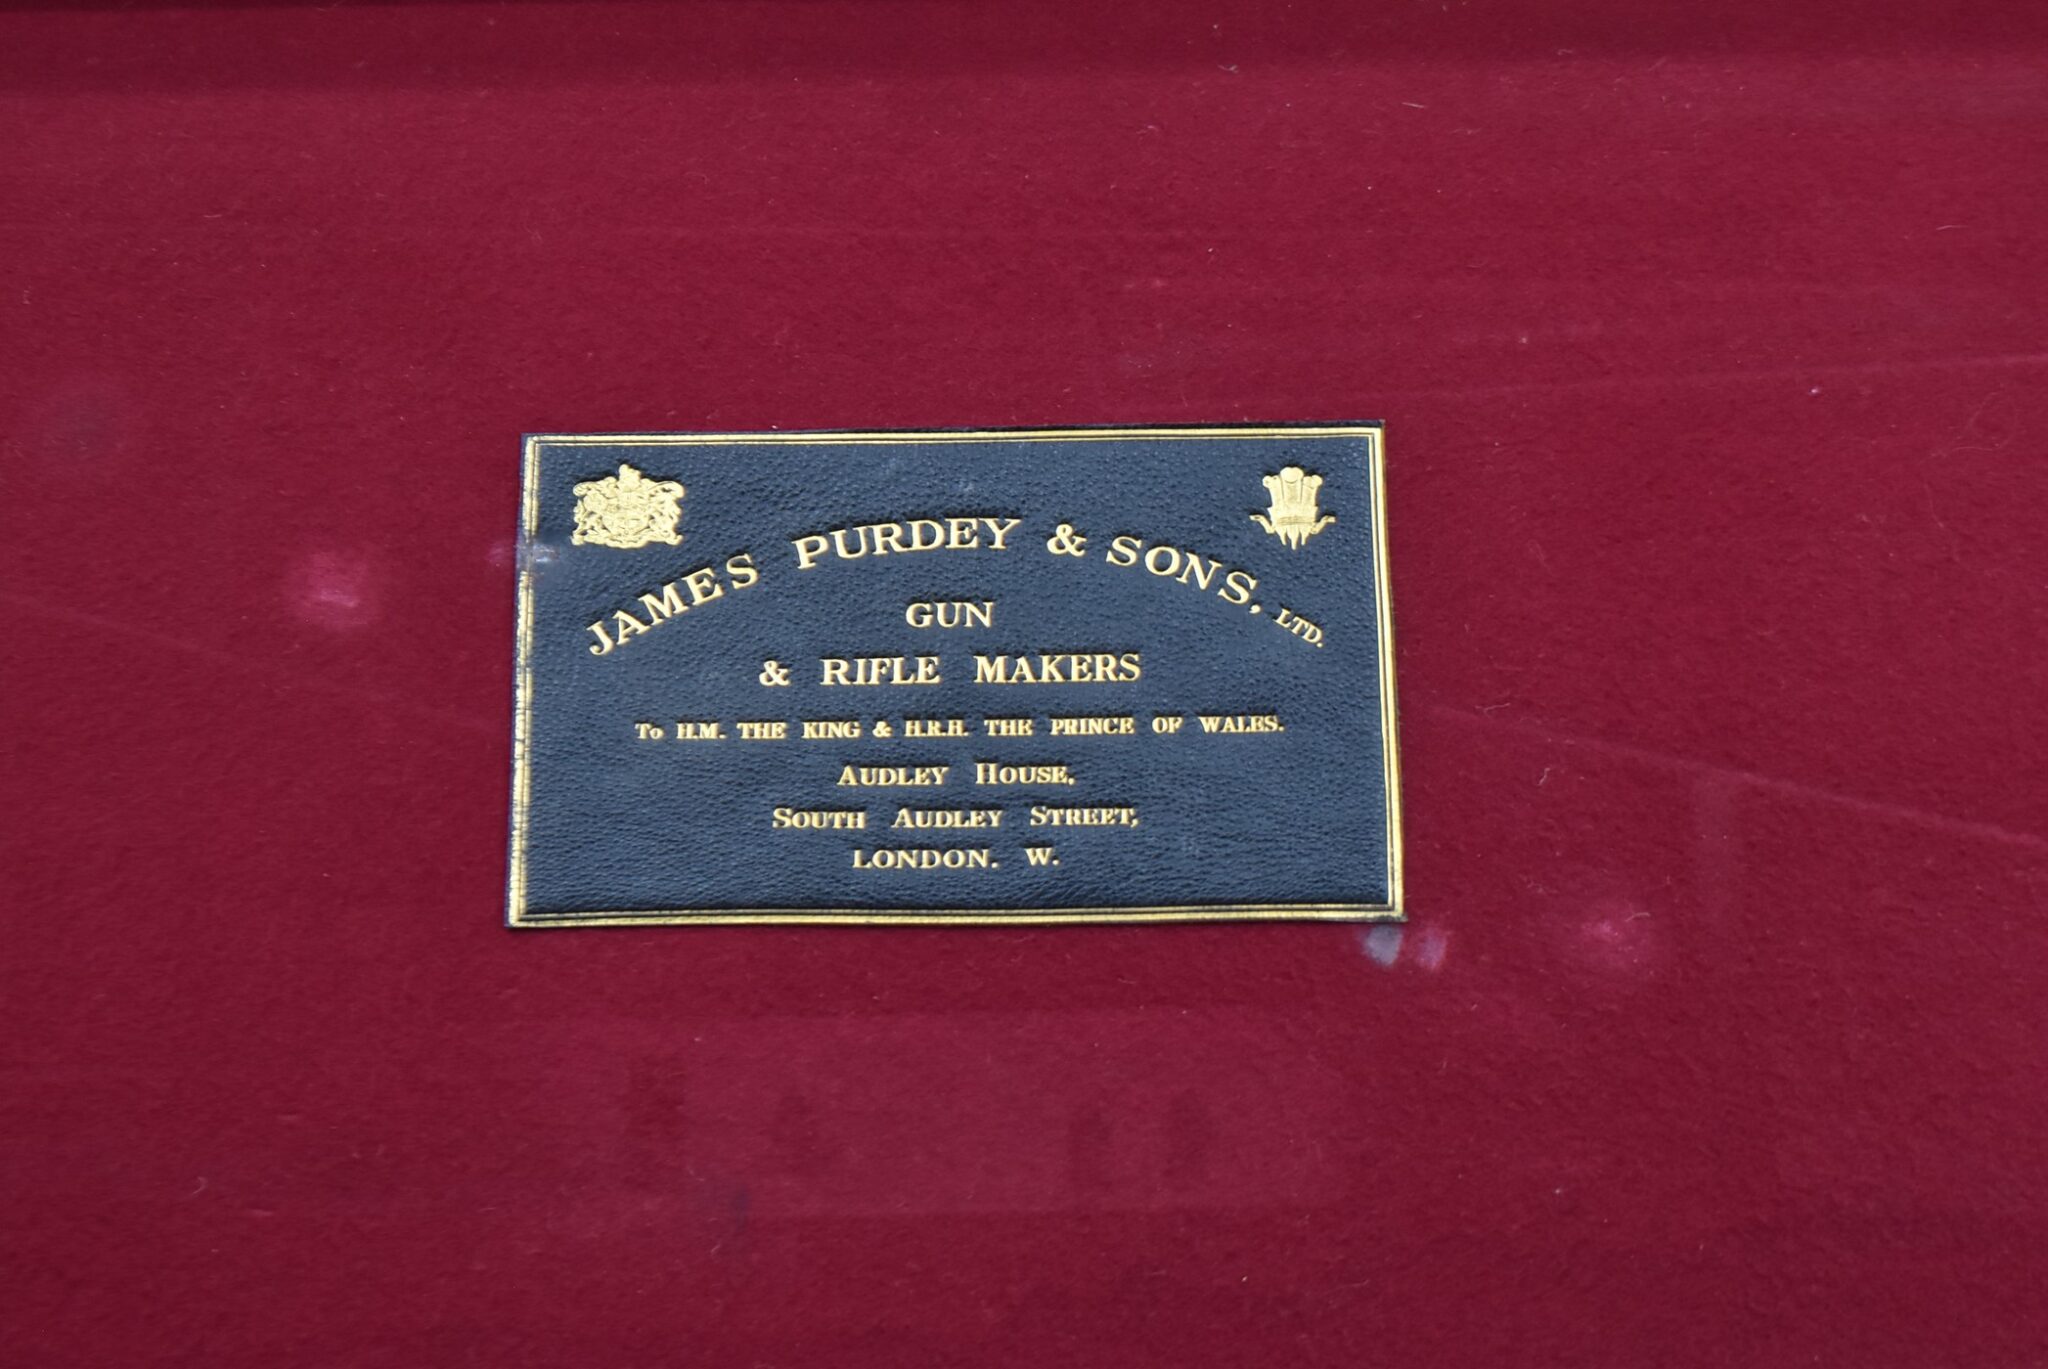 JAMES PURDEY & SONS, LTD.
GUN
& RIFLE MAKERS
To H.M. THE KING & H.R.H. THE PRINCE OF WALES.
AUDLEY HOUSE,
SOUTH AUDLEY STREET,
LONDON. W.